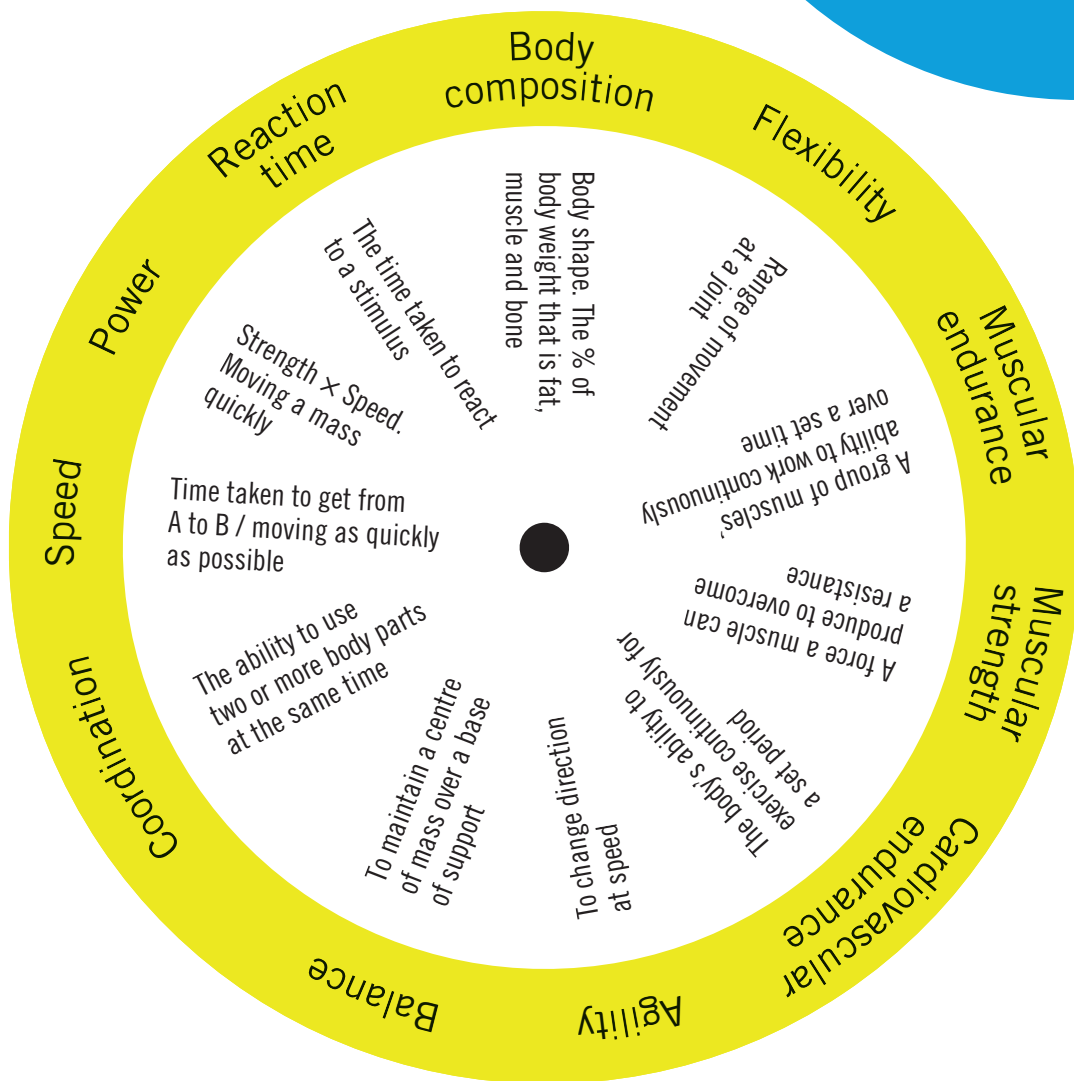 Body
composition
Body shape. The % of
body weight that is fat,
muscle and bone
Flexibility
Range of movement
at a joint
Muscular
endurance
A group of muscles’
ability to work continuously
over a set time
Muscular
strength
A force a muscle can
produce to overcome
a resistance
Cardiovascular
endurance
The body’s ability to
exercise continuously for
a set period
Agility
To change direction
at speed
Balance
To maintain a centre
of mass over a base
of support
Coordination
The ability to use
two or more body parts
at the same time
Speed
Time taken to get from
A to B / moving as quickly
as possible
Power
Strength × Speed.
Moving a mass
quickly
Reaction
time
The time taken to react
to a stimulus